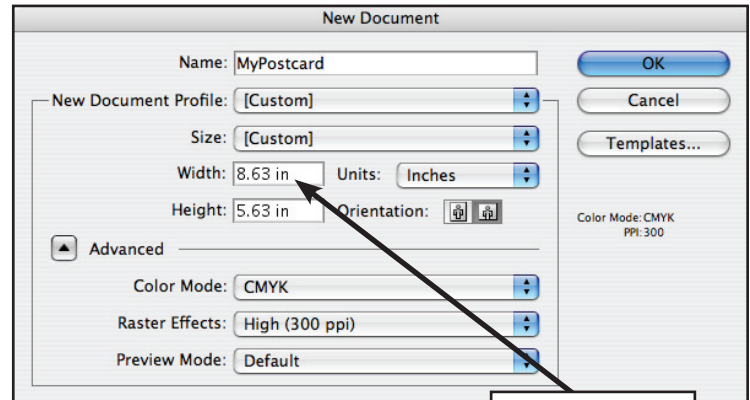 New Document
Name: MyPostcard
OK
New Document Profile: [Custom]
Cancel
Size: [Custom]
Templates...
Width: 8.63 in Units: Inches
Height: 5.63 in Orientation:
Color Mode: CMYK
PPI: 300
Advanced
Color Mode: CMYK
Raster Effects: High (300 ppi)
Preview Mode: Default